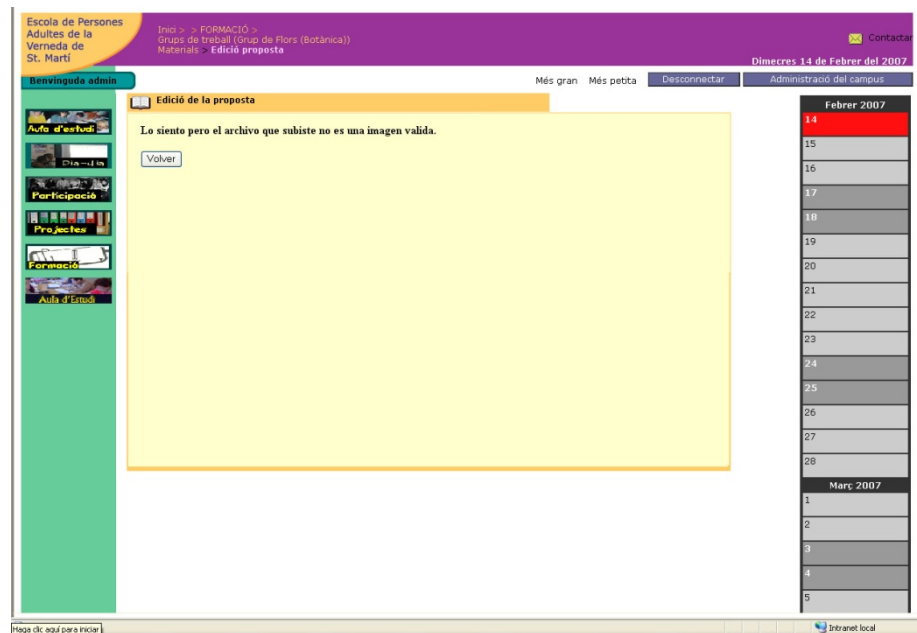 Escola de Persones
Adultes de la
Verneda de
St. Martí
Inici > > FORMACIÓ >
Grups de treball (Grup de Flors (Botànica))
Materials > Edició proposta
Contactar
Dimecres 14 de Febrer del 2007
Benvinguda admin
Més gran Més petita Desconnectar Administració del campus
Edició de la proposta
Lo siento pero el archivo que subiste no es una imagen valida.
Volver
Aula d'estudi
Dia-a-dia
Participació
Projectes
Formació
Aula d'Estudi
Febrer 2007
14
15
16
17
18
19
20
21
22
23
24
25
26
27
28
Març 2007
1
2
3
4
5
Haga clic aquí para iniciar
Intranet local